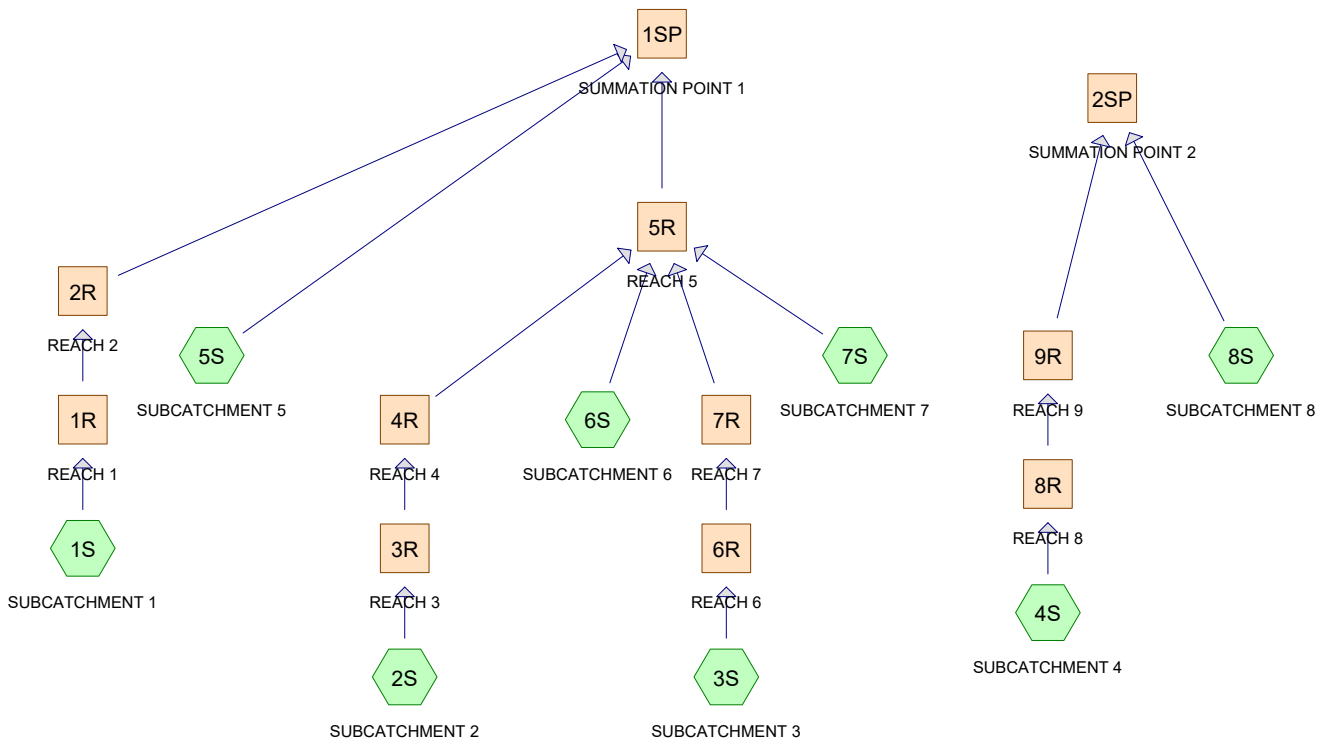 1SP
SUMMATION POINT 1
2SP
SUMMATION POINT 2
5R
REACH 5
2R
REACH 2
5S
SUBCATCHMENT 5
7S
SUBCATCHMENT 7
9R
REACH 9
8S
SUBCATCHMENT 8
1R
REACH 1
4R
REACH 4
6S
SUBCATCHMENT 6
7R
REACH 7
8R
REACH 8
1S
SUBCATCHMENT 1
3R
REACH 3
6R
REACH 6
4S
SUBCATCHMENT 4
2S
SUBCATCHMENT 2
3S
SUBCATCHMENT 3